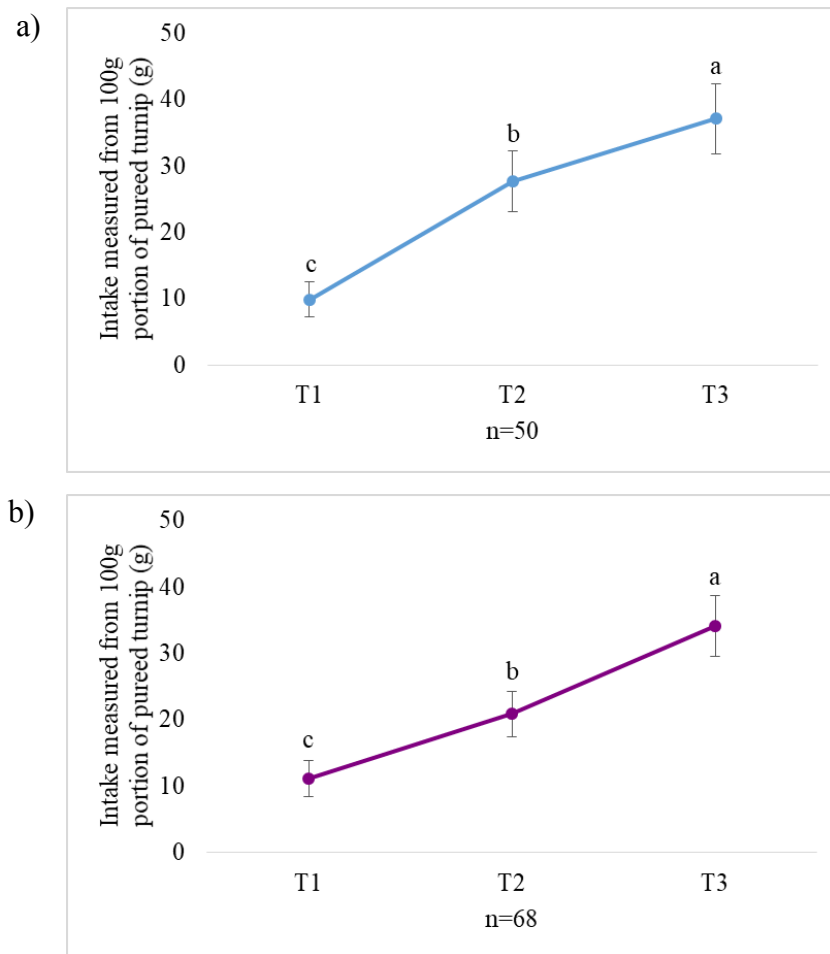 a)
Intake measured from 100g
portion of pureed turnip (g)
50
40
30
20
10
0
c
b
a
T1 T2 T3
n=50
b)
Intake measured from 100g
portion of pureed turnip (g)
50
40
30
20
10
0
c
b
a
T1 T2 T3
n=68